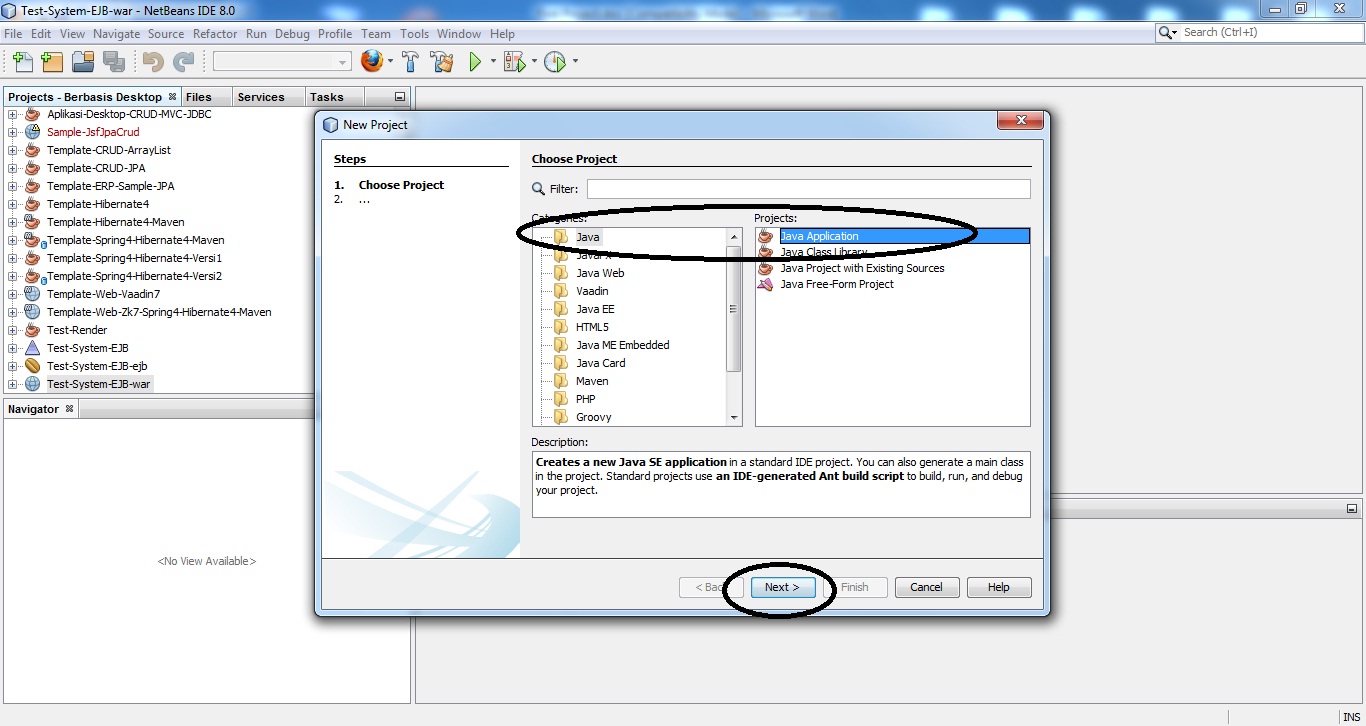 Test-System-EJB-war - NetBeans IDE 8.0
File Edit View Navigate Source Refactor Run Debug Profile Team Tools Window Help
Search (Ctrl+I)
Projects - Berbasis Desktop Files Services Tasks
Aplikasi-Desktop-CRUD-MVC-JDBC
Sample-JsfJpaCrud
Template-CRUD-ArrayList
Template-CRUD-JPA
Template-ERP-Sample-JPA
Template-Hibernate4
Template-Hibernate4-Maven
Template-Spring4-Hibernate4-Maven
Template-Spring4-Hibernate4-Versi1
Template-Spring4-Hibernate4-Versi2
Template-Web-Vaadin7
Template-Web-Zk7-Spring4-Hibernate4-Maven
Test-Render
Test-System-EJB
Test-System-EJB-ejb
Test-System-EJB-war
Navigator
<No View Available>
New Project
Steps
1. Choose Project
2. ...
Choose Project
Filter:
Categories:
Java
Java Web
Vaadin
Java EE
HTML5
Java ME Embedded
Java Card
Maven
PHP
Groovy
Projects:
Java Application
Java Class Library
Java Project with Existing Sources
Java Free-Form Project
Description:
Creates a new Java SE application in a standard IDE project. You can also generate a main class
in the project. Standard projects use an IDE-generated Ant build script to build, run, and debug
your project.
< Back Next > Finish Cancel Help
INS